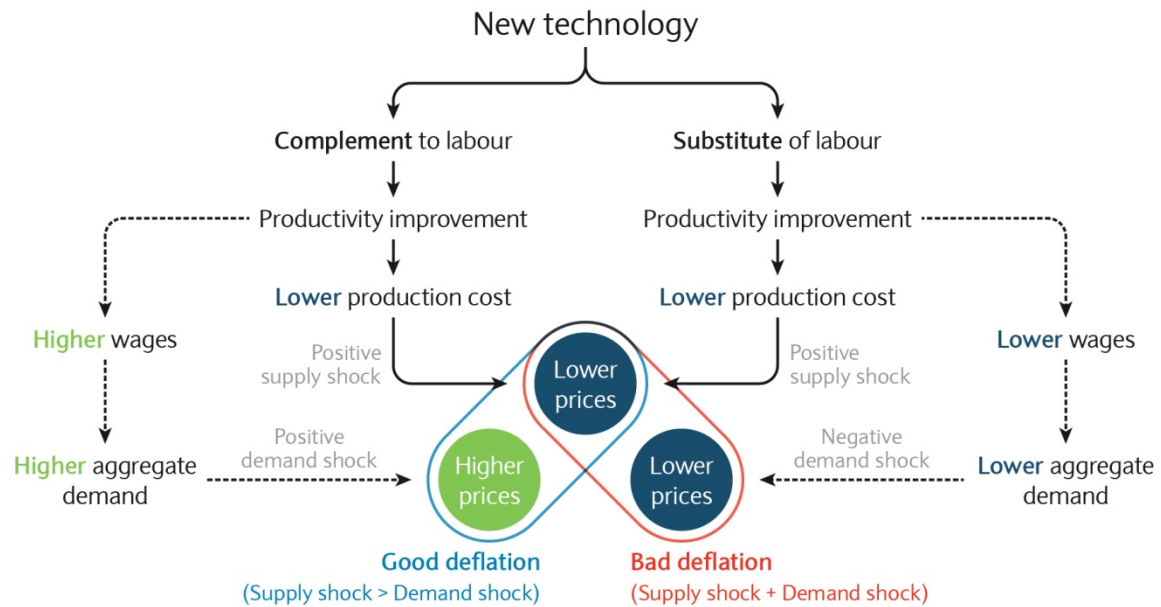 New technology
Complement to labour
Substitute of labour
Productivity improvement
Productivity improvement
Lower production cost
Lower production cost
Higher wages
Lower wages
Positive
supply shock
Lower
prices
Positive
supply shock
Higher aggregate
demand
Positive
demand shock
Higher
prices
Lower
prices
Negative
demand shock
Lower aggregate
demand
Good deflation
(Supply shock > Demand shock)
Bad deflation
(Supply shock + Demand shock)